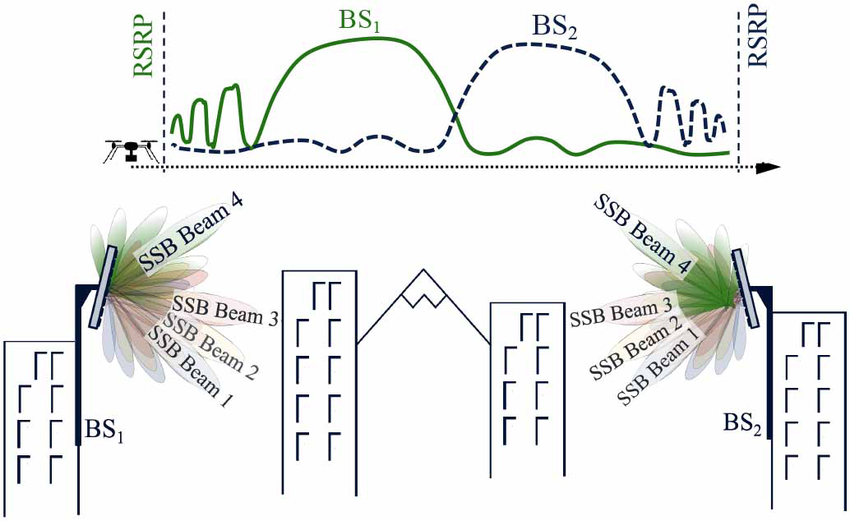 RSRP
BS1
BS2
RSRP
SSB Beam 4
SSB Beam 3
SSB Beam 2
SSB Beam 1
BS1
SSB Beam 4
SSB Beam 3
SSB Beam 2
SSB Beam 1
BS2